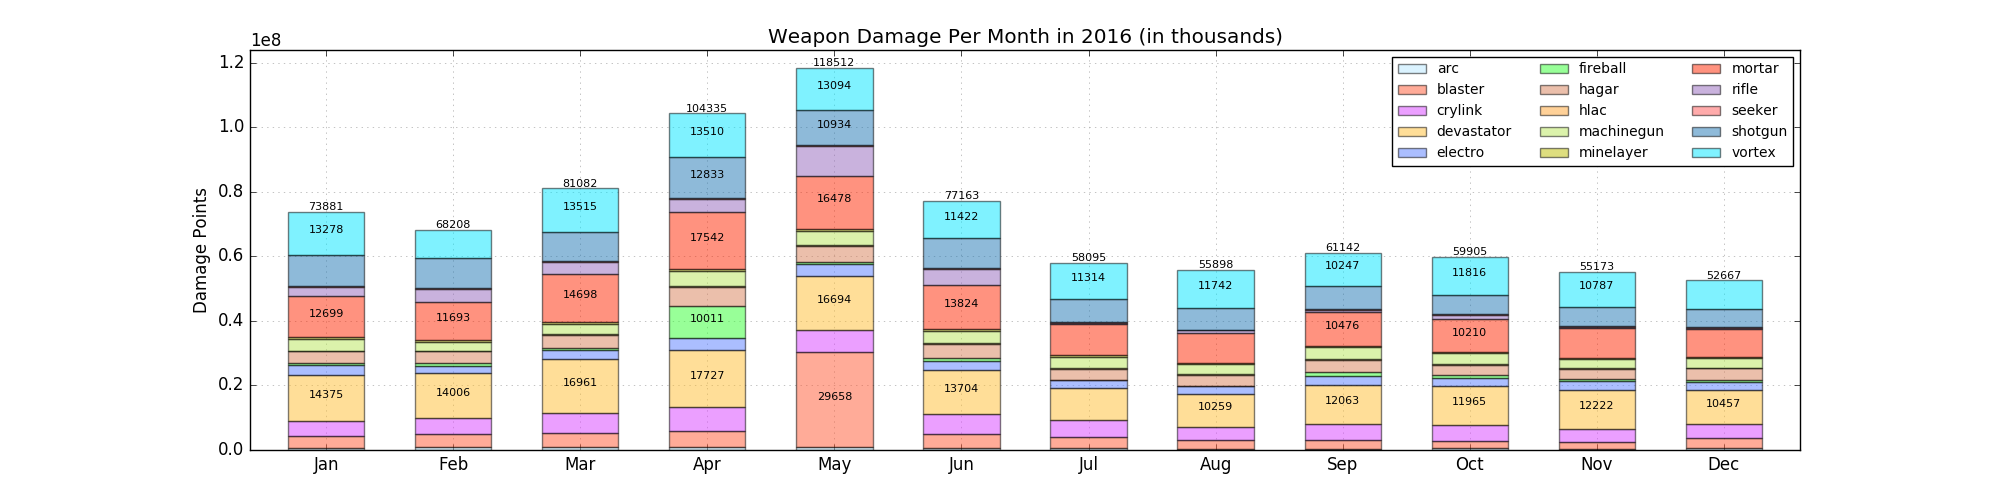 Weapon Damage Per Month in 2016 (in thousands)
1e8
Damage Points
1.2
1.0
0.8
0.6
0.4
0.2
0.0
arc
blaster
crylink
devastator
electro
fireball
hagar
hlac
machinegun
minelayer
mortar
rifle
seeker
shotgun
vortex
73881
13278
12699
14375
68208
11693
14006
81082
13515
14698
16961
104335
13510
12833
17542
10011
17727
118512
13094
10934
16478
16694
29658
77163
11422
13824
13704
58095
11314
55898
11742
10259
61142
10247
10476
12063
59905
11816
10210
11965
55173
10787
12222
52667
10457
Jan Feb Mar Apr May Jun Jul Aug Sep Oct Nov Dec